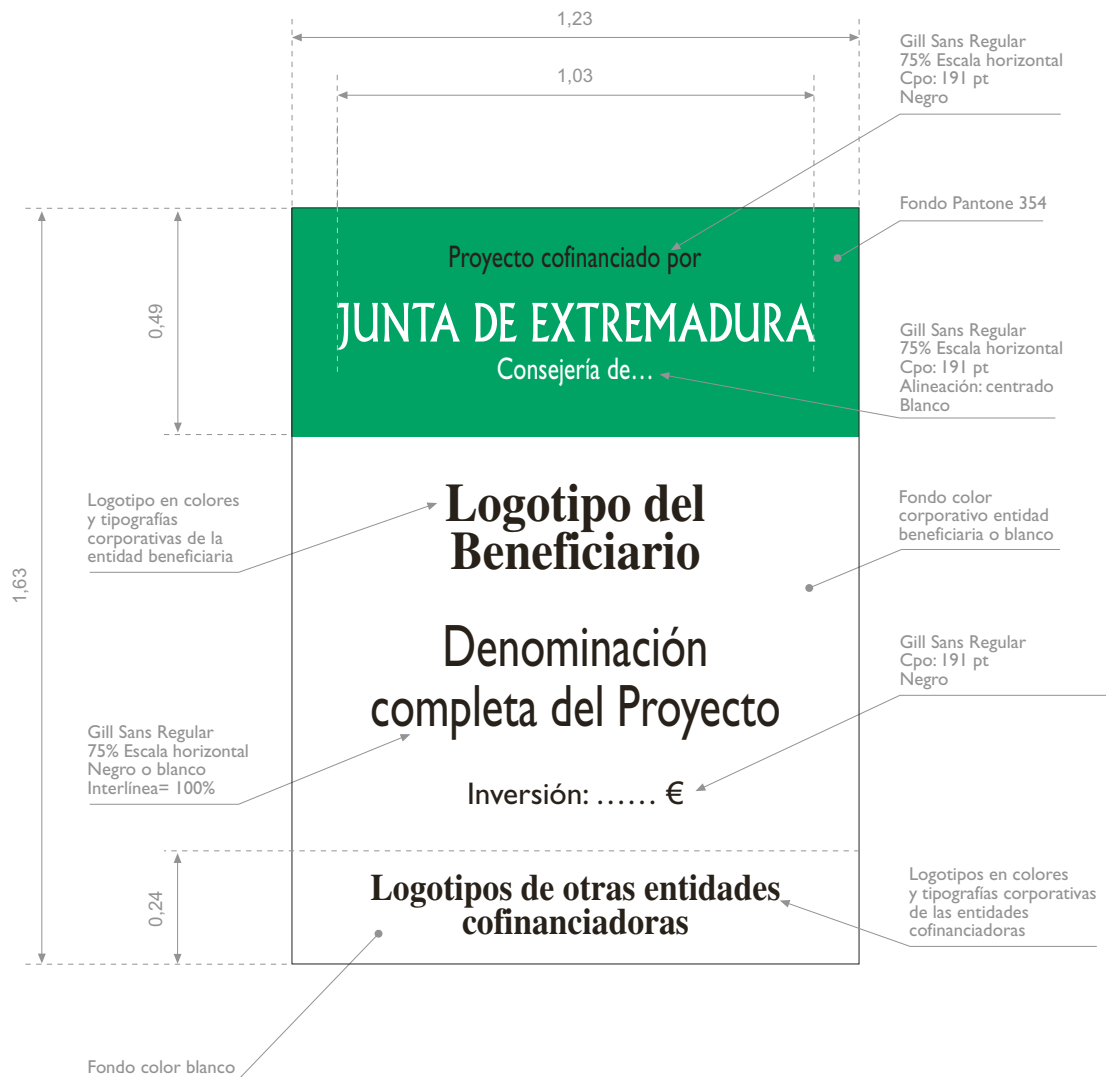 1,23
Gill Sans Regular
75% Escala horizontal
Cpo: 191 pt
Negro
1,03
Fondo Pantone 354
Proyecto cofinanciado por
JUNTA DE EXTREMADURA
Consejería de...
0,49
Gill Sans Regular
75% Escala horizontal
Cpo: 191 pt
Alineación: centrado
Blanco
Logotipo en colores
y tipografías
corporativas de la
entidad beneficiaria
Logotipo del
Beneficiario
Fondo color
corporativo entidad
beneficiaria o blanco
1,63
Denominación
completa del Proyecto
Gill Sans Regular
Cpo: 191 pt
Negro
Gill Sans Regular
75% Escala horizontal
Negro o blanco
Interlínea= 100%
Inversión: ...... €
0,24
Logotipos de otras entidades
cofinanciadoras
Logotipos en colores
y tipografías corporativas
de las entidades
cofinanciadoras
Fondo color blanco